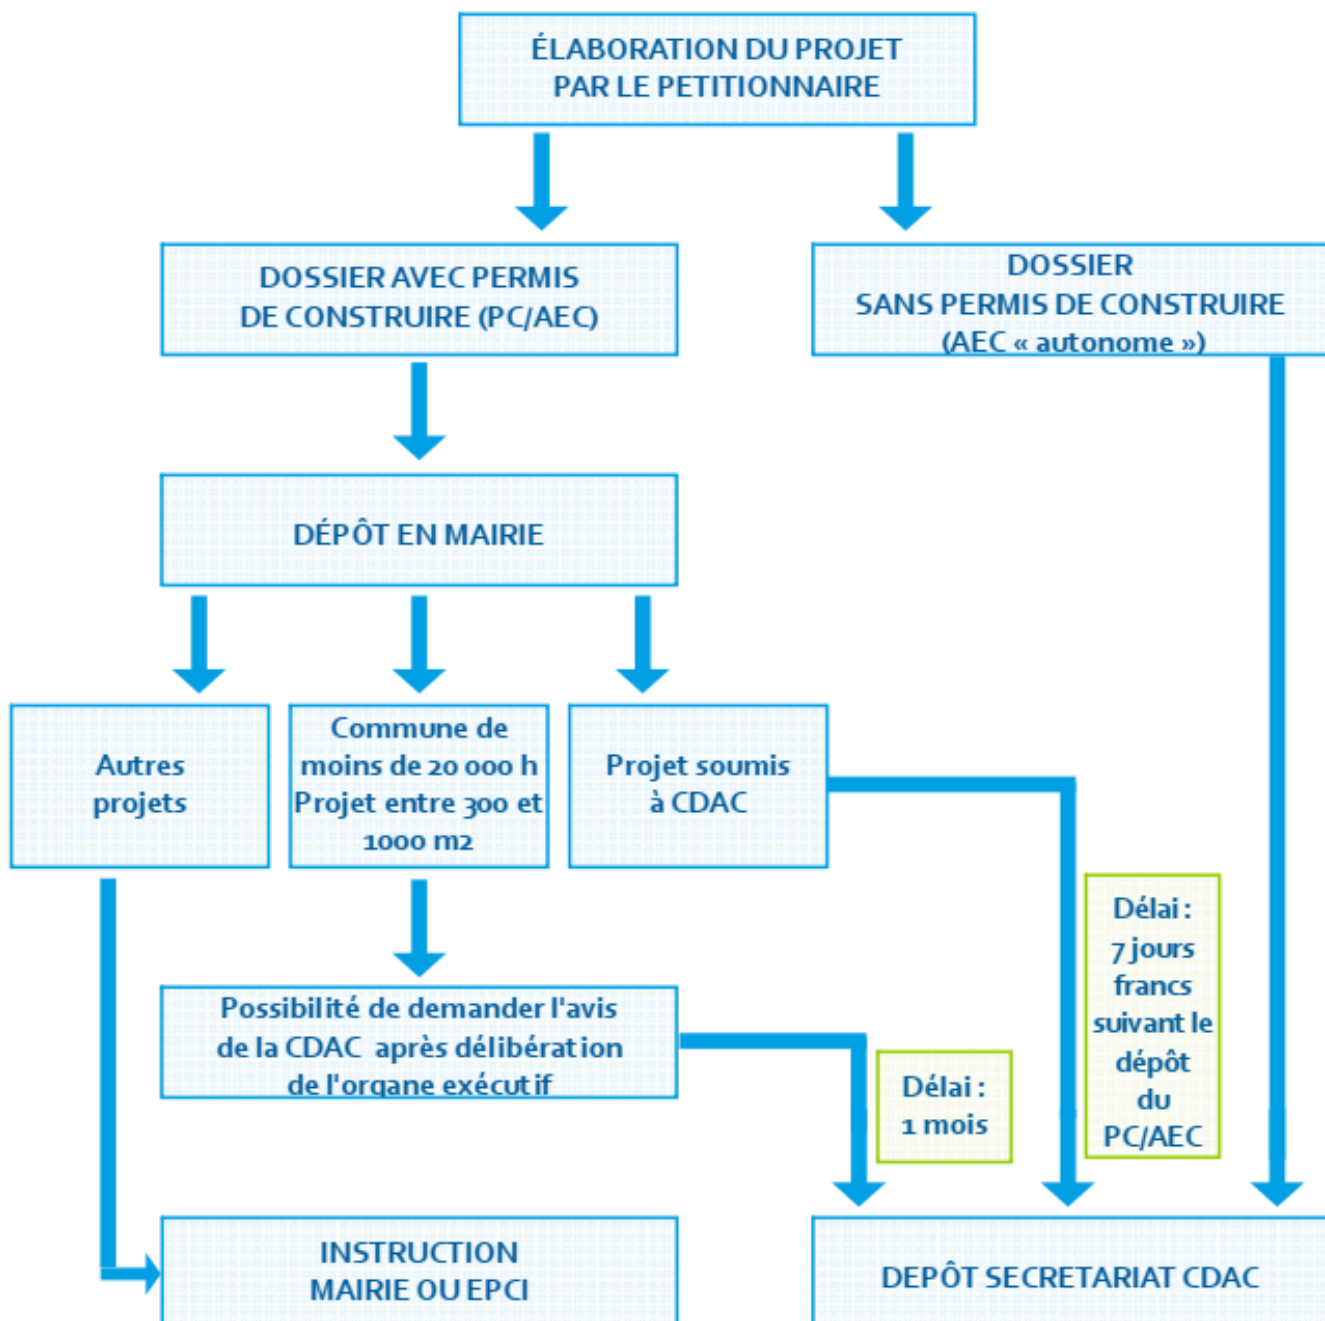 ÉLABORATION DU PROJET
PAR LE PETITIONNAIRE
DOSSIER AVEC PERMIS
DE CONSTRUIRE (PC/AEC)
DOSSIER
SANS PERMIS DE CONSTRUIRE
(AEC « autonome »)
DÉPÔT EN MAIRIE
Autres
projets
Commune de
moins de 20 000 h
Projet entre 300 et
1000 m2
Projet soumis
à CDAC
Possibilité de demander l'avis
de la CDAC après délibération
de l'organe exécutif
Délai :
1 mois
Délai :
7 jours
francs
suivant le
dépôt
du
PC/AEC
INSTRUCTION
MAIRIE OU EPCI
DEPÔT SECRETARIAT CDAC